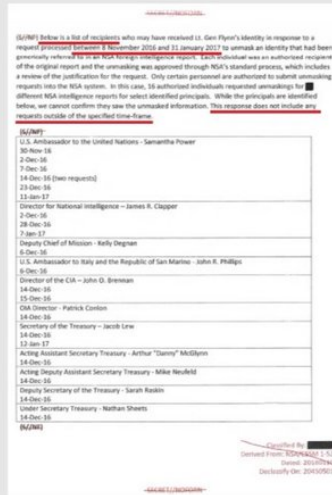 SECRET//NOFORN
(S//NF) Below is a list of recipients who may have received Lt. Gen Flynn's identity in response to a
request processed between 8 November 2016 and 31 January 2017 to unmask an identity that had been
generically referred to in an NSA foreign intelligence report. Each individual was an authorized recipient
of the original report and the unmasking was approved through NSA's standard process, which includes
a review of the justification for the request. Only certain personnel are authorized to submit unmasking
requests into the NSA system. In this case, 16 authorized individuals requested unmaskings for
different NSA intelligence reports for select identified principals. While the principals are identified
below, we cannot confirm they saw the unmasked information. This response does not include any
requests outside of the specified time-frame.
(S//NF)
U.S. Ambassador to the United Nations - Samantha Power
30-Nov-16
2-Dec-16
7-Dec-16
14-Dec-16 (two requests)
23-Dec-16
11-Jan-17
Director for National Intelligence – James R. Clapper
2-Dec-16
28-Dec-16
7-Jan-17
Deputy Chief of Mission - Kelly Degnan
6-Dec-16
U.S. Ambassador to Italy and the Republic of San Marino - John R. Phillips
6-Dec-16
Director of the CIA – John O. Brennan
14-Dec-16
15-Dec-16
OIA Director - Patrick Conlon
14-Dec-16
Secretary of the Treasury – Jacob Lew
14-Dec-16
12-Jan-17
Acting Assistant Secretary Treasury - Arthur "Danny" McGlynn
14-Dec-16
Acting Deputy Assistant Secretary Treasury - Mike Neufeld
14-Dec-16
Deputy Secretary of the Treasury - Sarah Raskin
14-Dec-16
Under Secretary Treasury - Nathan Sheets
14-Dec-16
(S//NF)
Classified By:
Derived From: NSA/CSSM 1-52
Dated:
Declassify On:
SECRET//NOFORN